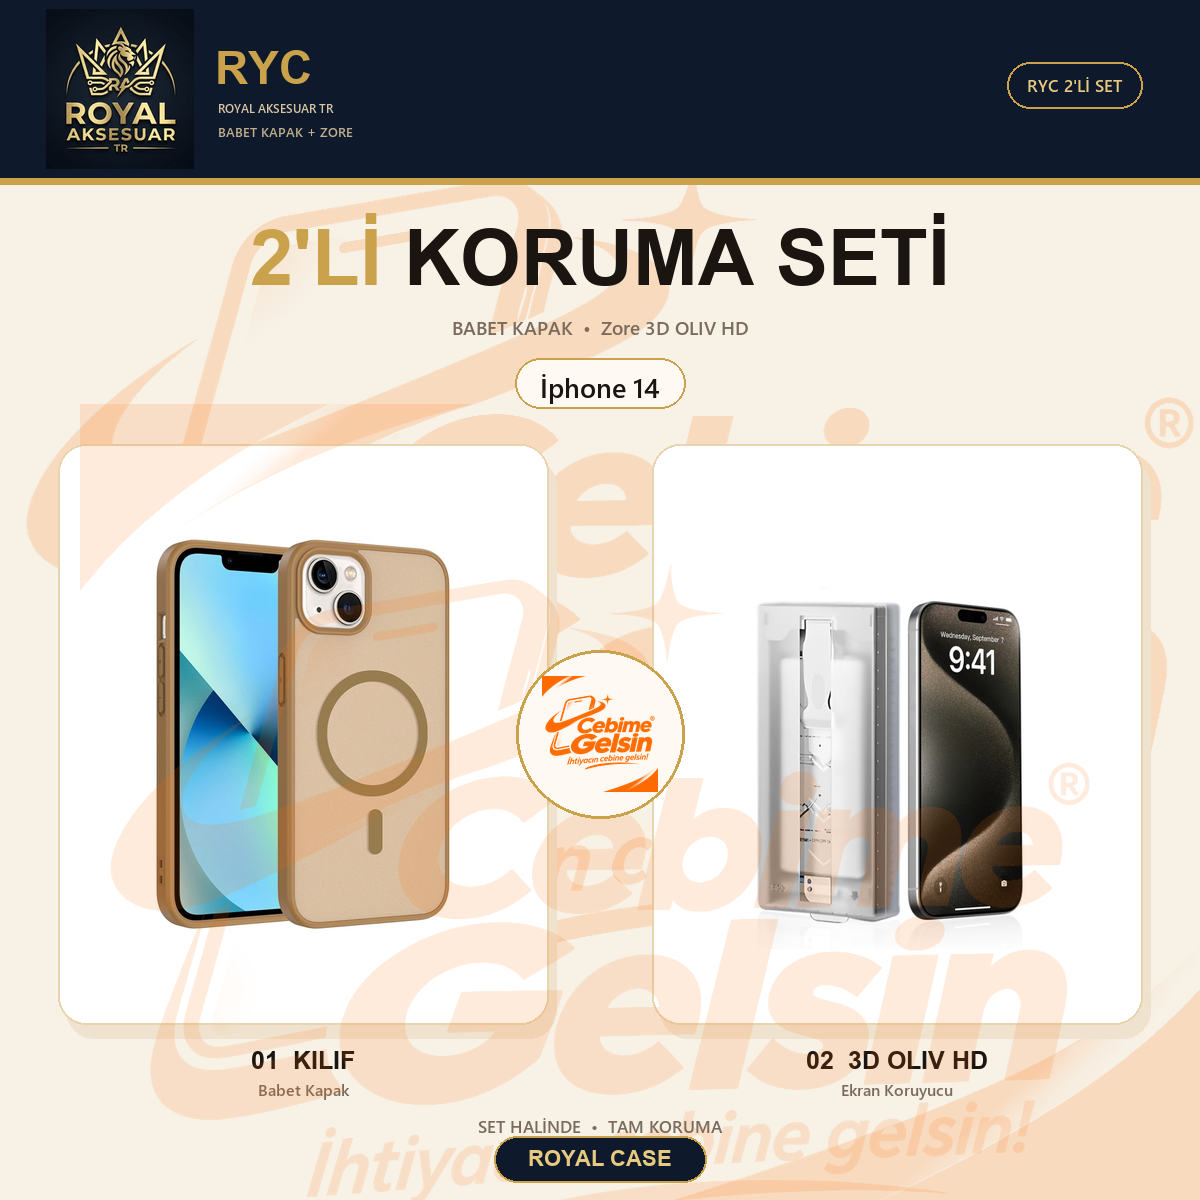 ROYAL
AKSESUAR
TR
RYC
ROYAL AKSESUAR TR
BABET KAPAK + ZORE
RYC 2'Lİ SET
2'Lİ KORUMA SETİ
BABET KAPAK • Zore 3D OLIV HD
İphone 14
Wednesday, September 7
9:41
Cebime
Gelsin
İhtiyacın cebine gelsin!
Cebime
Gelsin
01 KILIF
Babet Kapak
02 3D OLIV HD
Ekran Koruyucu
SET HALİNDE • TAM KORUMA
ROYAL CASE